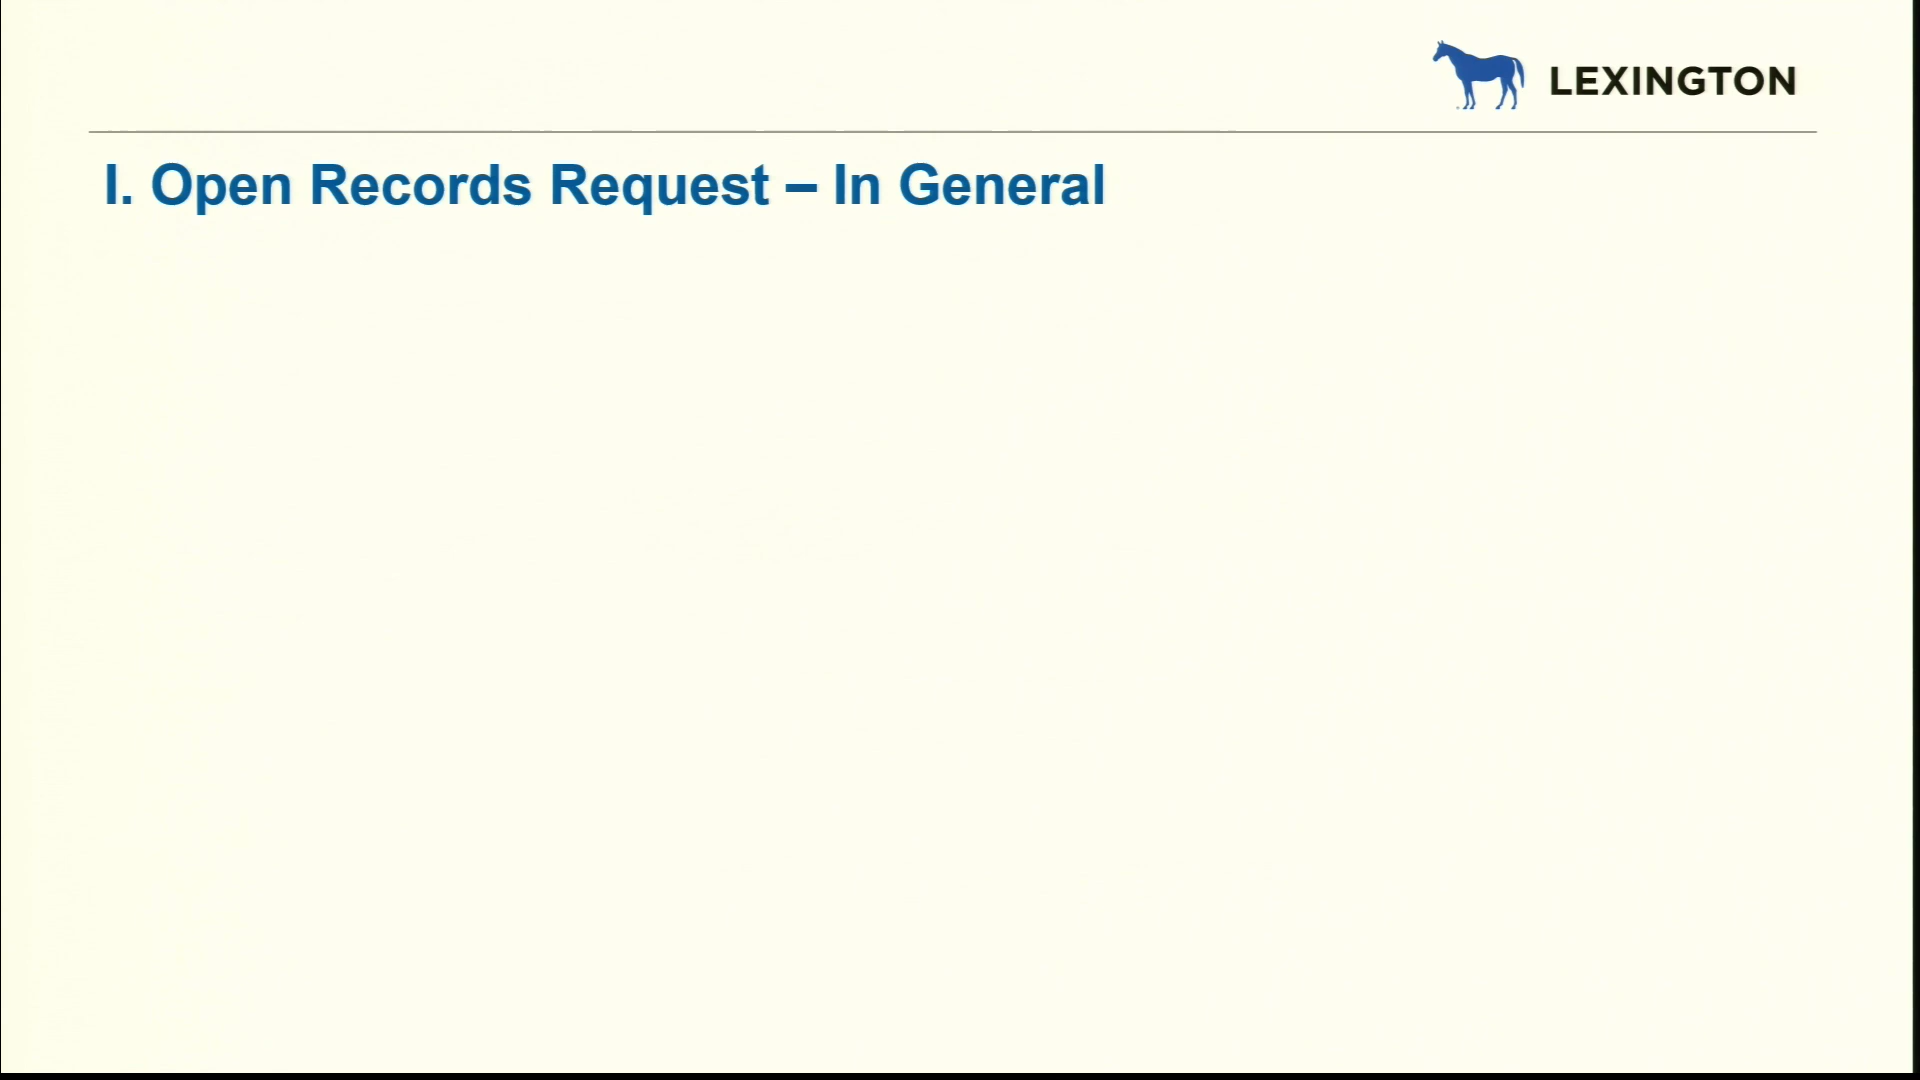 LEXINGTON
I. Open Records Request – In General